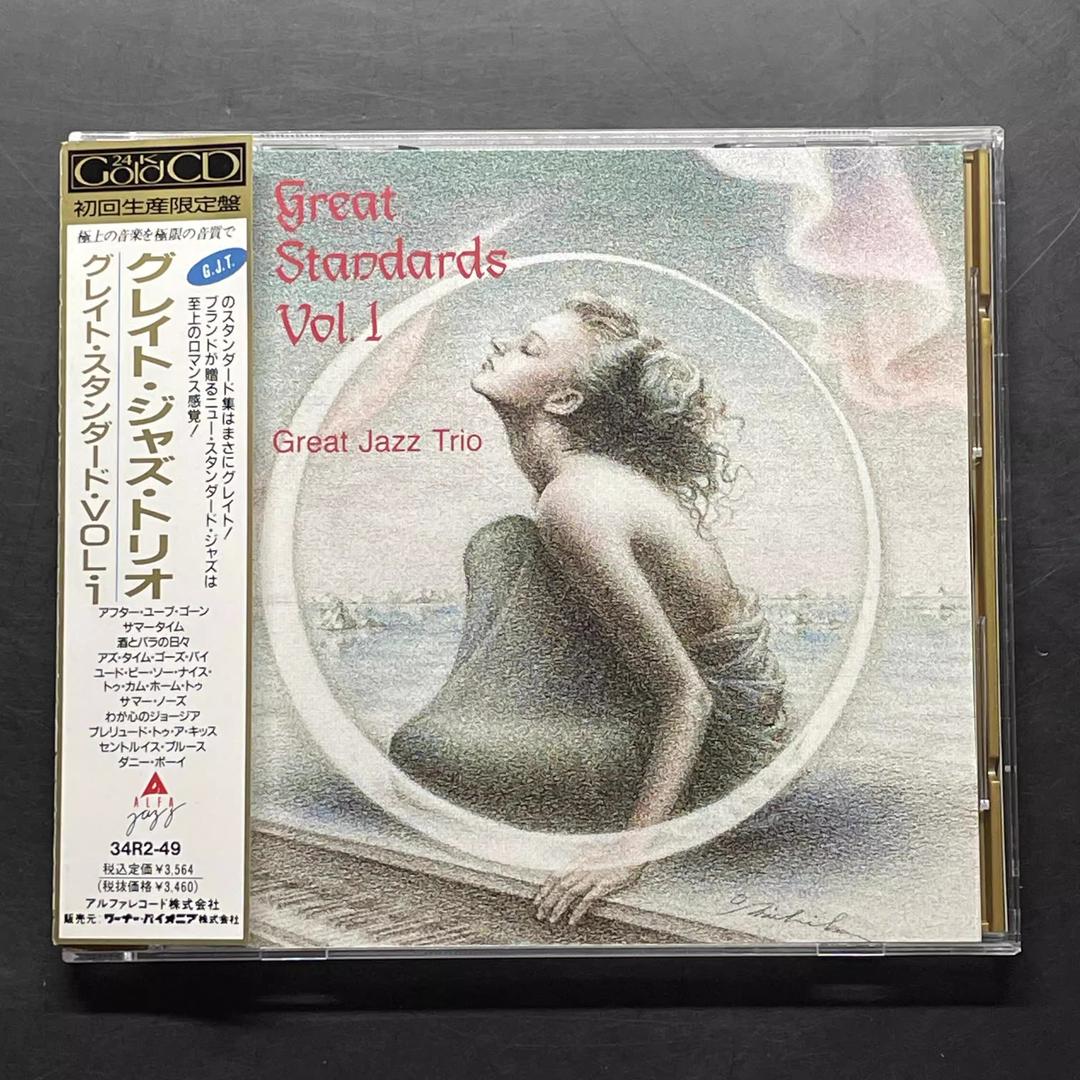 24K
Gold CD
初回生産限定盤
極上の音楽を極限の音質で
G.J.T.
のスタンダード集はまさにグレイト!
ブランドが贈るニュー・スタンダード・ジャズは
至上のロマンス感覚!
グレイト・ジャズ・トリオ
グレイト・スタンダード・VOL・1
アフター・ユーブ・ゴーン
サマータイム
酒とバラの日々
アズ・タイム・ゴーズ・バイ
ユード・ビー・ソー・ナイス・
トゥ・カム・ホーム・トゥ
サマー・ノーズ
わが心のジョージア
プレリュード・トゥ・ア・キッス
セントルイス・ブルース
ダニー・ボーイ
ALFA
jazz
34R2-49
税込定価¥3,564
(税抜価格¥3,460)
アルファレコード株式会社
販売元:ワーナー・パイオニア株式会社
Great
Standards
Vol. 1
Great Jazz Trio